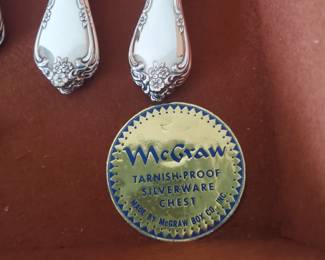 McGraw
TARNISH-PROOF
SILVERWARE
CHEST
MADE BY McGRAW BOX CO. INC.